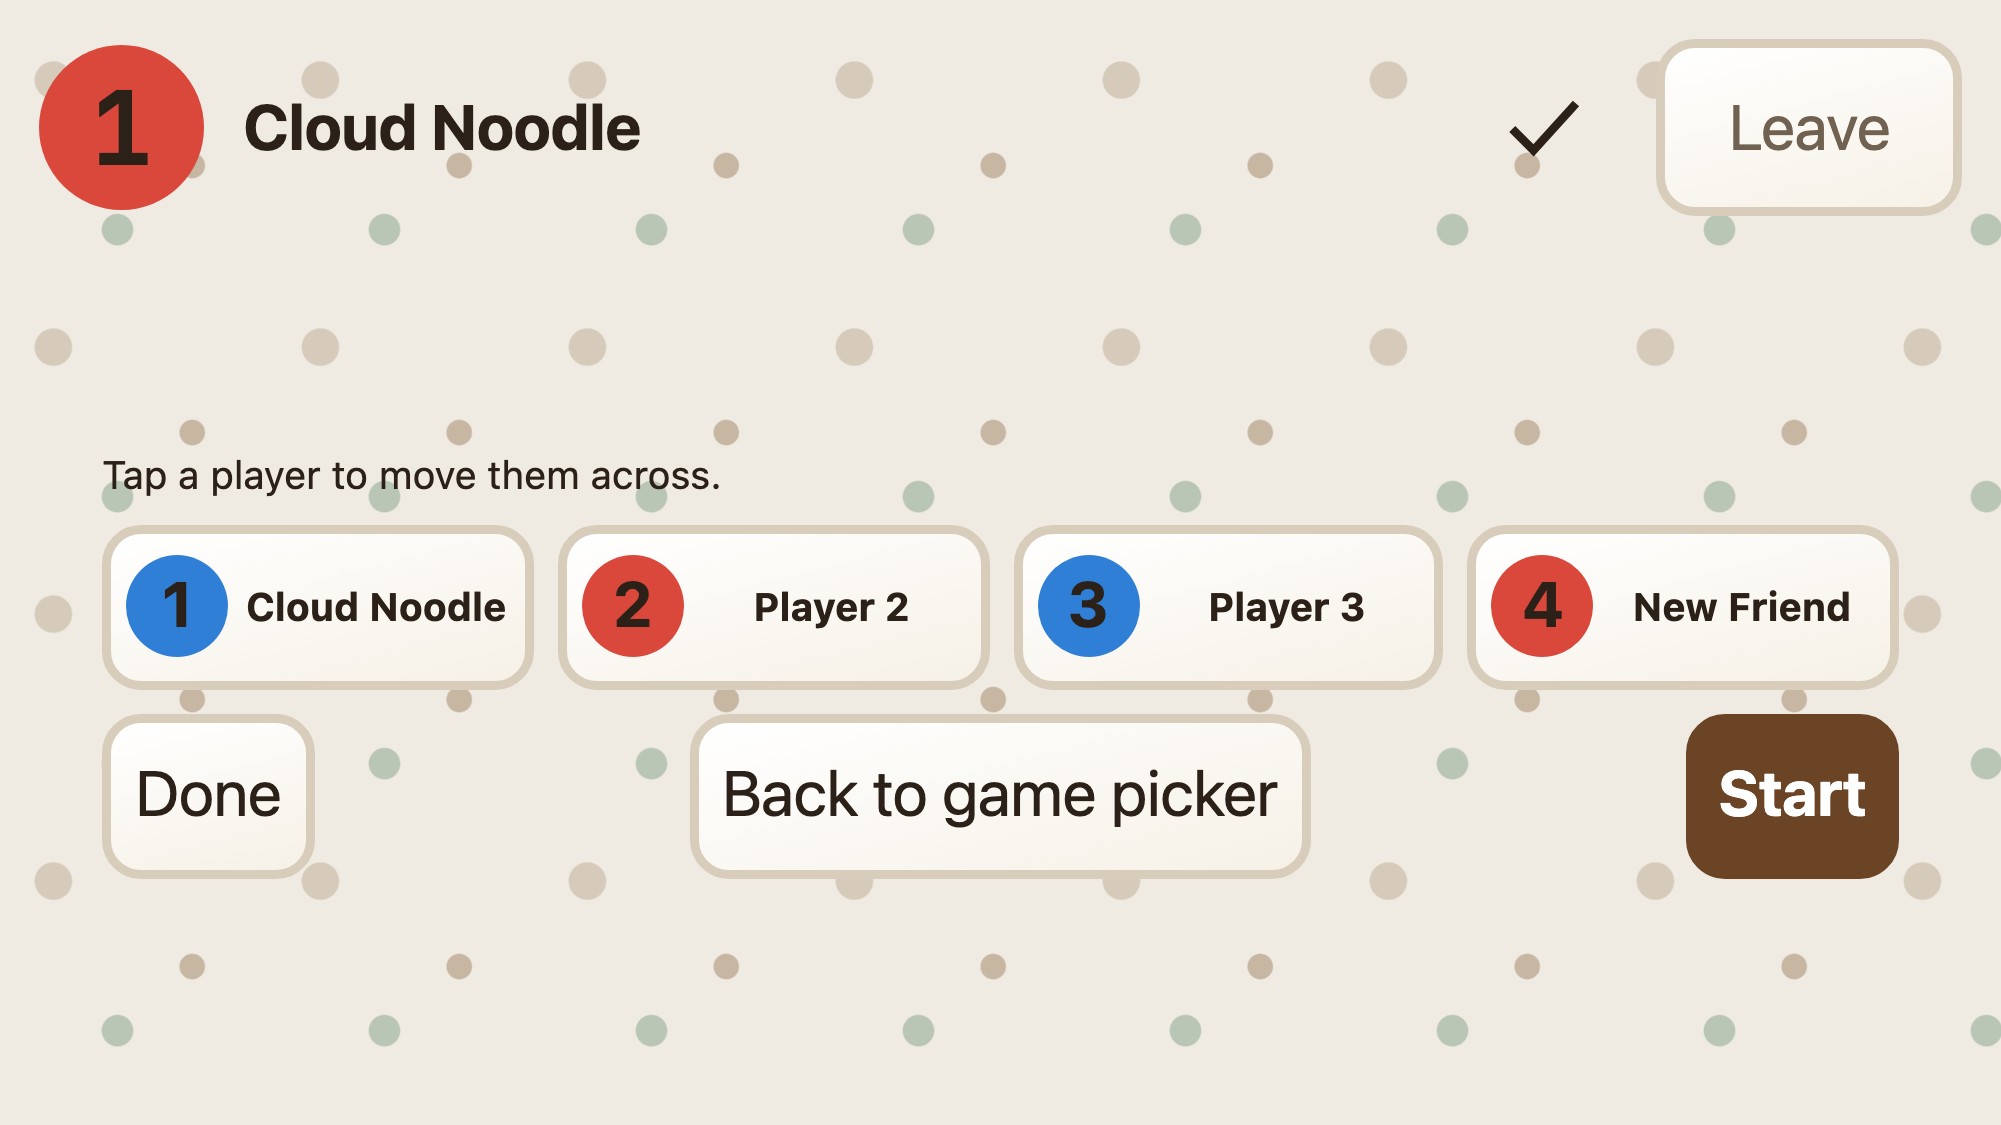 1 Cloud Noodle Leave
Tap a player to move them across.
1 Cloud Noodle 2 Player 2 3 Player 3 4 New Friend
Done Back to game picker Start